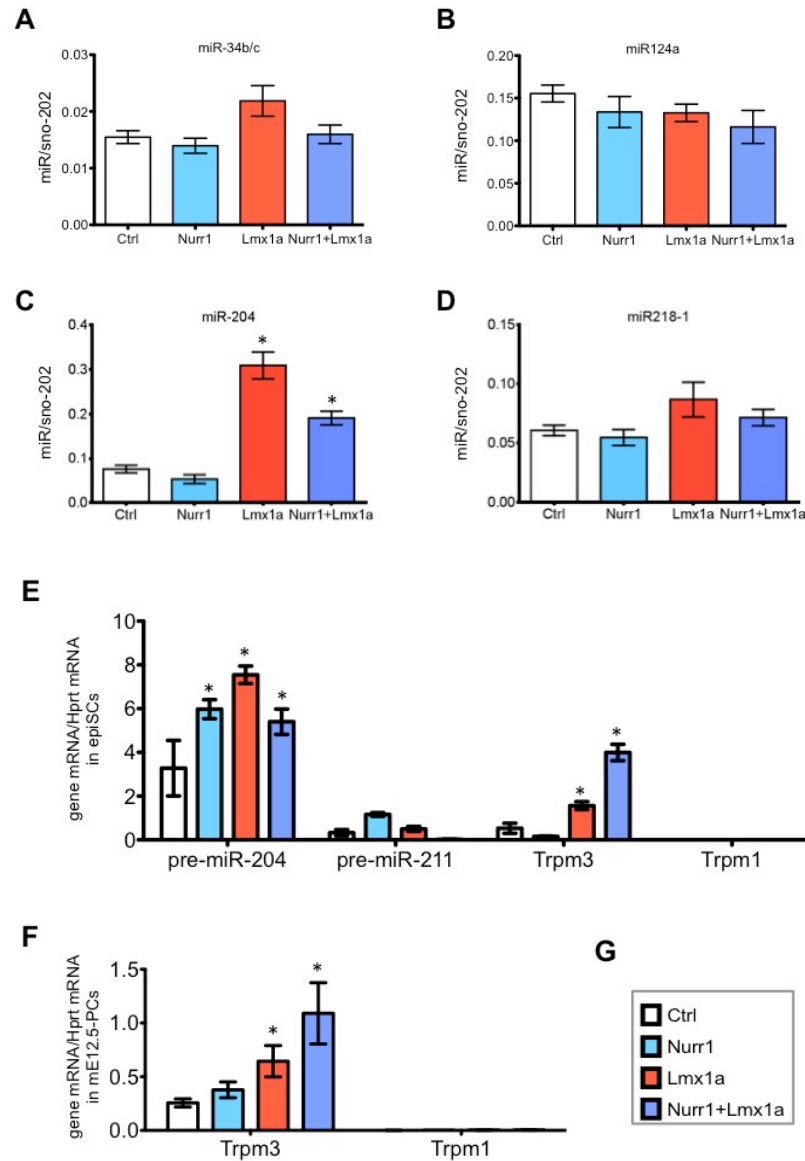 A
miR-34b/c
miR/sno-202
0.03
0.02
0.01
0.00
Ctrl
Nurr1
Lmx1a
Nurr1+Lmx1a
B
miR124a
miR/sno-202
0.20
0.15
0.10
0.05
0.00
Ctrl
Nurr1
Lmx1a
Nurr1+Lmx1a
C
miR-204
miR/sno-202
0.4
0.3
0.2
0.1
0.0
*
*
Ctrl
Nurr1
Lmx1a
Nurr1+Lmx1a
D
miR218-1
miR/sno-202
0.15
0.10
0.05
0.00
Ctrl
Nurr1
Lmx1a
Nurr1+Lmx1a
E
gene mRNA/Hprt mRNA
in epiSCs
10
8
6
4
2
0
*
*
*
*
*
pre-miR-204
pre-miR-211
Trpm3
Trpm1
F
gene mRNA/Hprt mRNA
in mE12.5-PCs
1.5
1.0
0.5
0.0
*
*
Trpm3
Trpm1
G
Ctrl
Nurr1
Lmx1a
Nurr1+Lmx1a